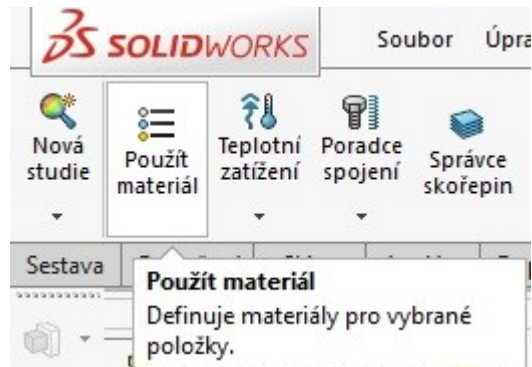 SOLIDWORKS
Soubor
Nová
studie
Použít
materiál
Teplotní
zatížení
Poradce
spojení
Správce
skořepin
Sestava
Použít materiál
Definuje materiály pro vybrané
položky.